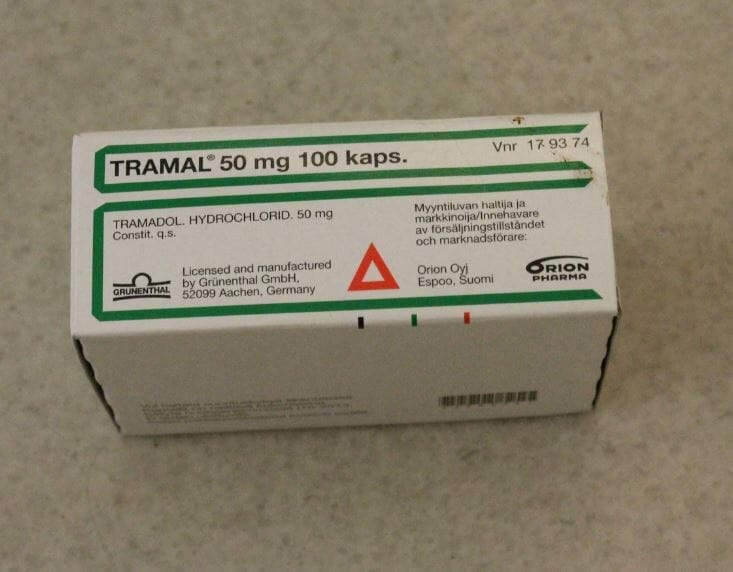 TRAMAL® 50 mg 100 kaps.
Vnr 17 93 74
TRAMADOL. HYDROCHLORID. 50 mg
Constit. q.s.
GRÜNENTHAL
Licensed and manufactured
by Grünenthal GmbH,
52099 Aachen, Germany
Myyntiluvan haltija ja
markkinoija/Innehavare
av försäljningstillståndet
och marknadsförare:
Orion Oyj
Espoo, Suomi
ORION
PHARMA